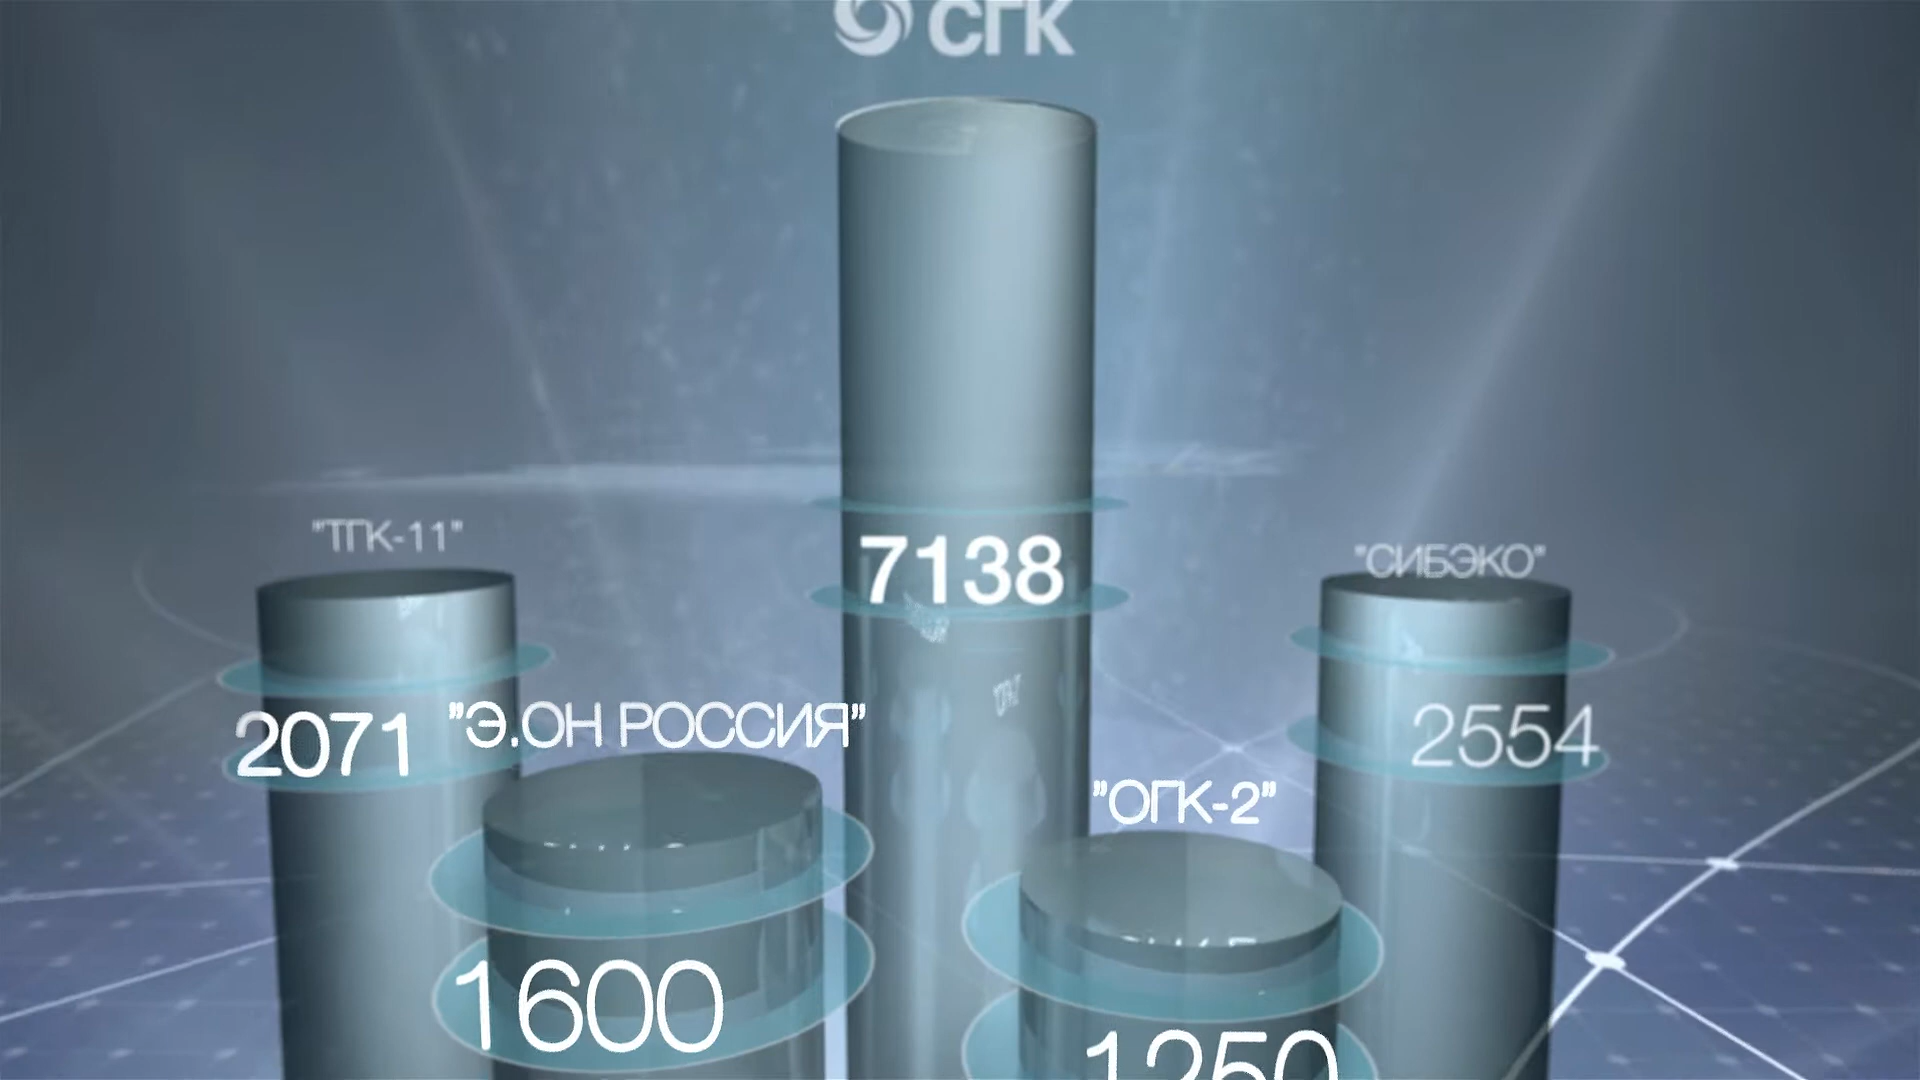 СГК
"ТГК-11"
7138
"СИБЭКО"
2071
"Э.ОН РОССИЯ"
2554
"ОГК-2"
1600
1250